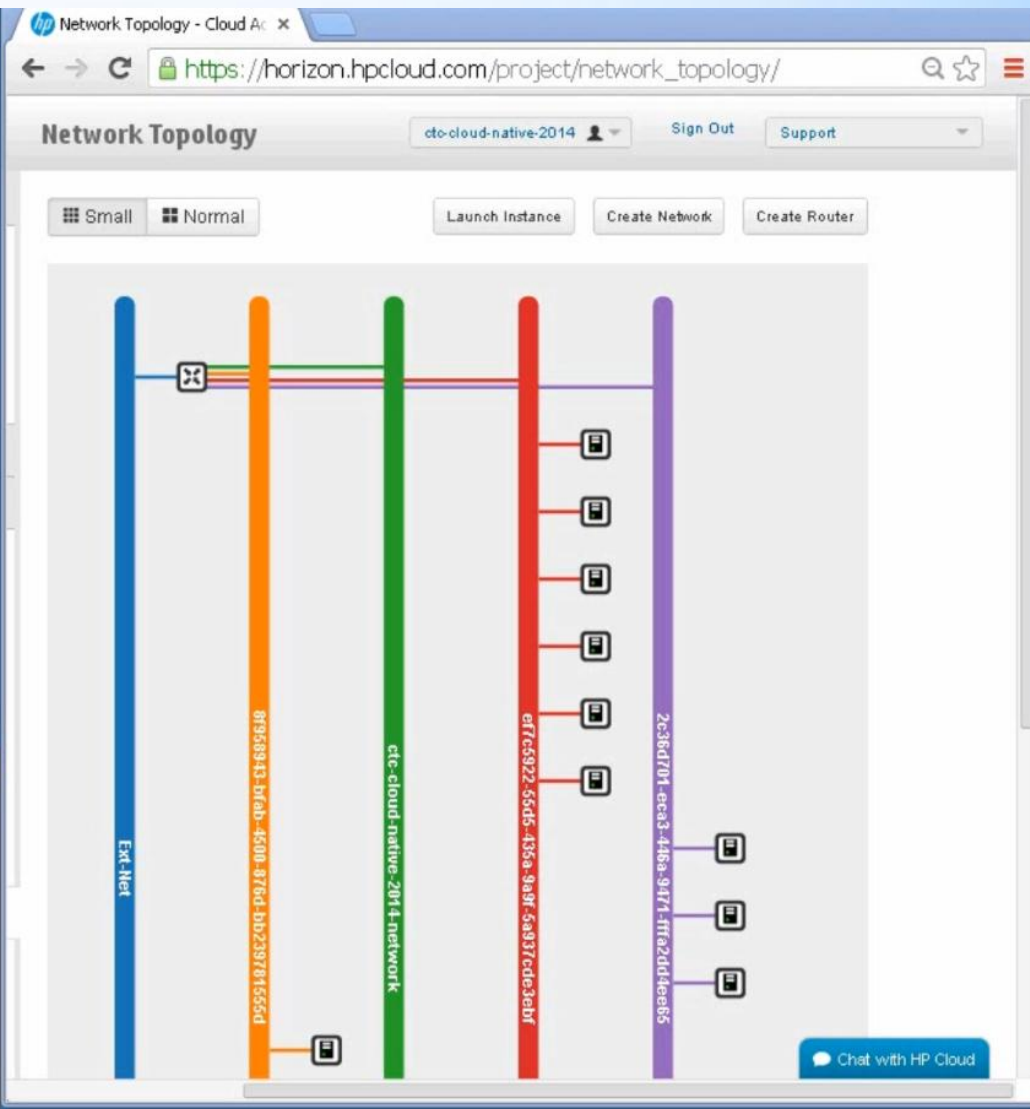 hp Network Topology - Cloud Ac
https://horizon.hpcloud.com/project/network_topology/
Network Topology
ctc-cloud-native-2014
Sign Out
Support
Small
Normal
Launch Instance
Create Network
Create Router
Ext-Net
8f958943-bfab-4500-876d-bb239781555d
ctc-cloud-native-2014-network
ef7c5922-55d5-435a-9a9f-5a937cde3ebf
2c36d701-eca3-446a-9471-fffa2dd4ee65
Chat with HP Cloud